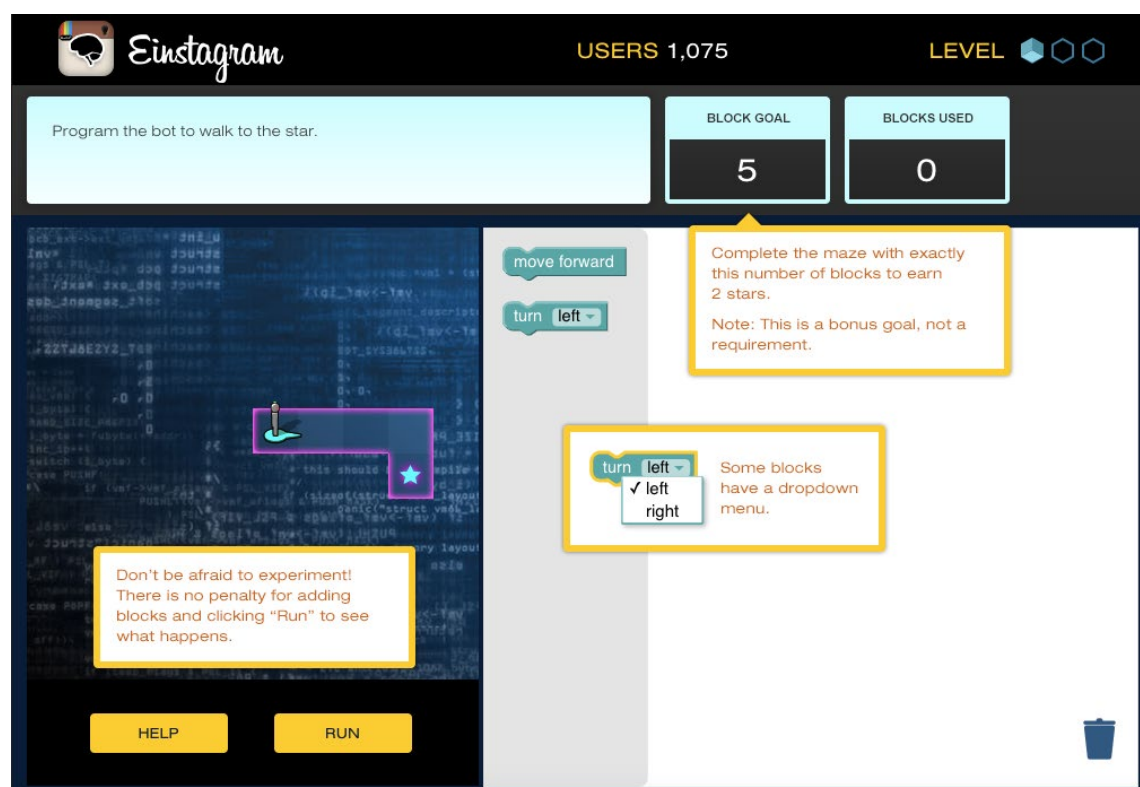 Einstagram
USERS 1,075
LEVEL
Program the bot to walk to the star.
BLOCK GOAL
5
BLOCKS USED
0
move forward
turn left
Complete the maze with exactly
this number of blocks to earn
2 stars.
Note: This is a bonus goal, not a
requirement.
turn left
✓ left
right
Some blocks
have a dropdown
menu.
Don't be afraid to experiment!
There is no penalty for adding
blocks and clicking “Run” to see
what happens.
HELP
RUN